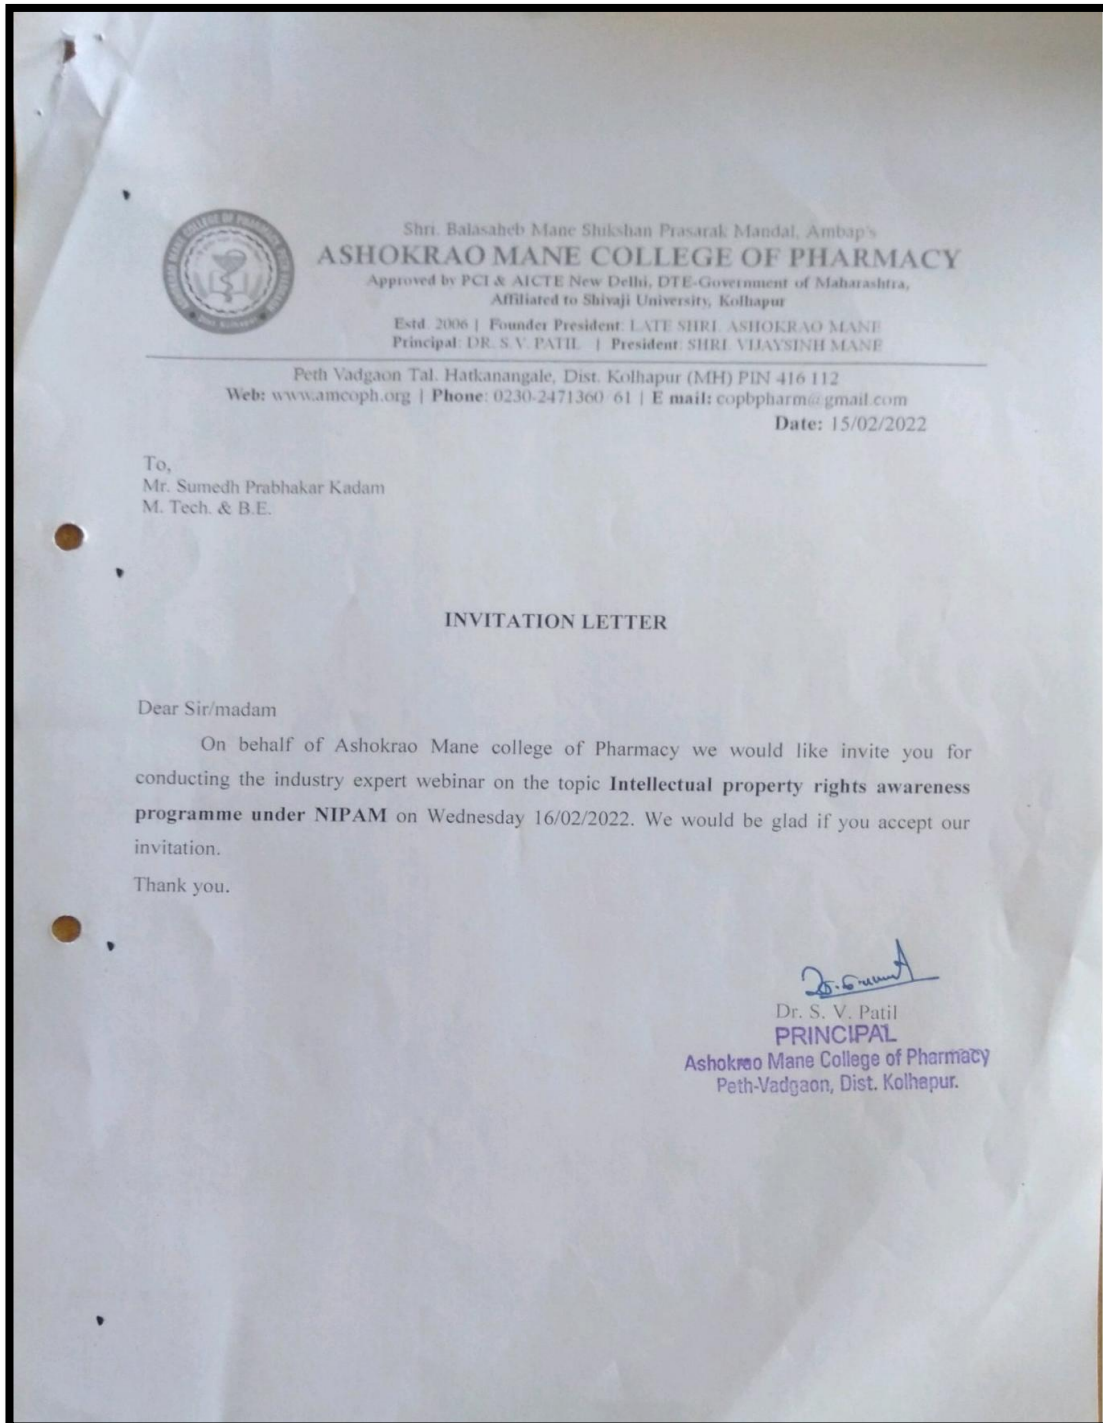 ASHOKRAO MANE COLLEGE OF PHARMACY
Shri. Balasaheb Mane Shikshan Prasarak Mandal, Ambap's
ASHOKRAO MANE COLLEGE OF PHARMACY
Approved by PCI & AICTE New Delhi, DTE-Government of Maharashtra,
Affiliated to Shivaji University, Kolhapur
Estd. 2006 | Founder President: LATE SHRI. ASHOKRAO MANE
Principal: DR. S.V. PATIL | President: SHRI. VIJAYSINH MANE
Peth Vadgaon Tal. Hatkanangale, Dist. Kolhapur (MH) PIN 416 112
Web: www.amcoph.org | Phone: 0230-2471360/61 | E mail: copbpharm@gmail.com
Date: 15/02/2022
To,
Mr. Sumedh Prabhakar Kadam
M. Tech. & B.E.
INVITATION LETTER
Dear Sir/madam
On behalf of Ashokrao Mane college of Pharmacy we would like invite you for
conducting the industry expert webinar on the topic Intellectual property rights awareness
programme under NIPAM on Wednesday 16/02/2022. We would be glad if you accept our
invitation.
Thank you.
Dr. S. V. Patil
PRINCIPAL
Ashokrao Mane College of Pharmacy
Peth-Vadgaon, Dist. Kolhapur.